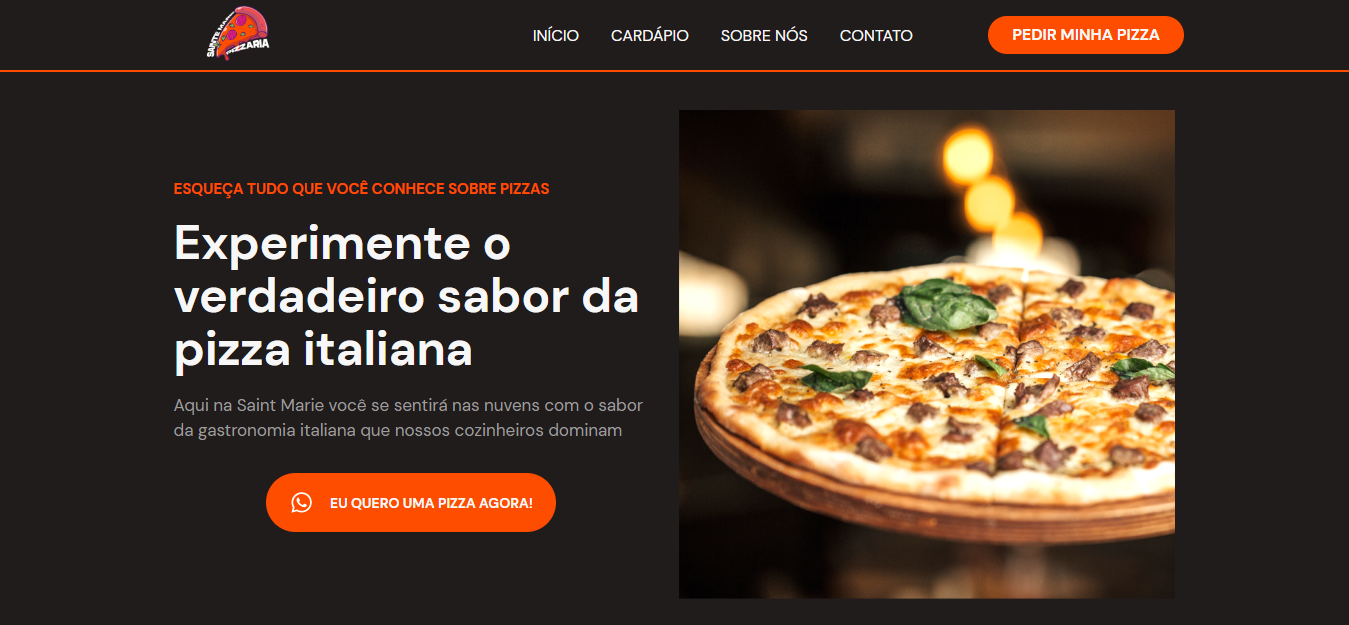 SAINTE MARIE
PIZZARIA
INÍCIO
CARDÁPIO
SOBRE NÓS
CONTATO
PEDIR MINHA PIZZA
ESQUEÇA TUDO QUE VOCÊ CONHECE SOBRE PIZZAS
Experimente o
verdadeiro sabor da
pizza italiana
Aqui na Saint Marie você se sentirá nas nuvens com o sabor
da gastronomia italiana que nossos cozinheiros dominam
EU QUERO UMA PIZZA AGORA!